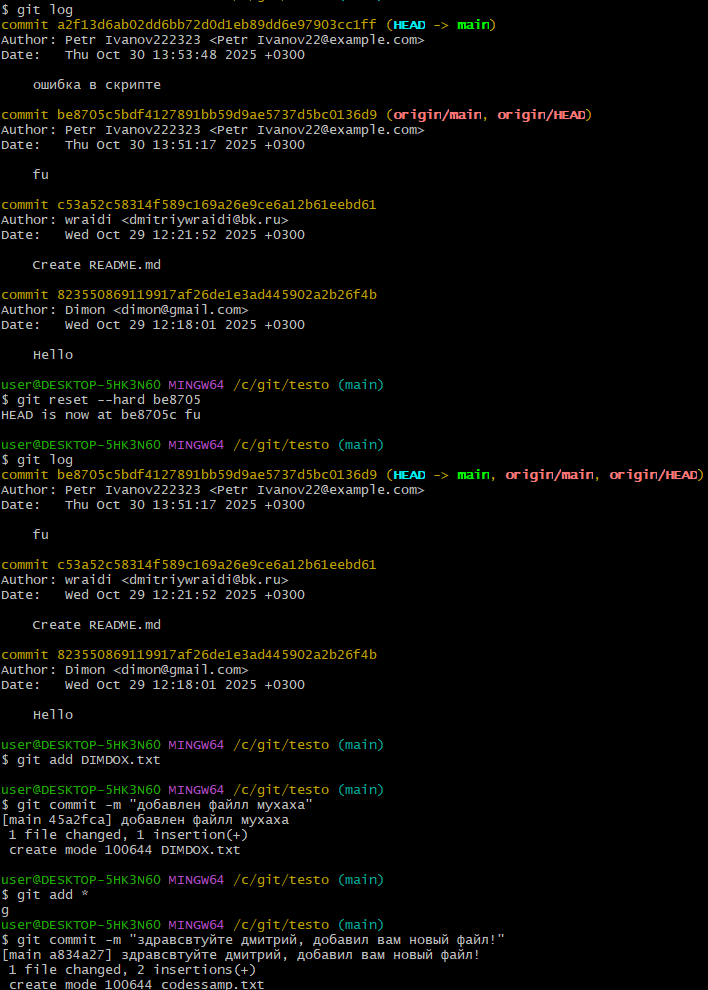 $ git log
commit a2f13d6ab02dd6bb72d0d1eb89dd6e97903cc1ff (HEAD -> main)
Author: Petr Ivanov222323 <Petr Ivanov22@example.com>
Date:   Thu Oct 30 13:53:48 2025 +0300
ошибка в скрипте
commit be8705c5bdf4127891bb59d9ae5737d5bc0136d9 (origin/main, origin/HEAD)
Author: Petr Ivanov222323 <Petr Ivanov22@example.com>
Date:   Thu Oct 30 13:51:17 2025 +0300
fu
commit c53a52c58314f589c169a26e9ce6a12b61eebd61
Author: wraidi <dmitriywraidi@bk.ru>
Date:   Wed Oct 29 12:21:52 2025 +0300
Create README.md
commit 823550869119917af26de1e3ad445902a2b26f4b
Author: Dimon <dimon@gmail.com>
Date:   Wed Oct 29 12:18:01 2025 +0300
Hello
user@DESKTOP-5HK3N60 MINGW64 /c/git/testo (main)
$ git reset --hard be8705
HEAD is now at be8705c fu
user@DESKTOP-5HK3N60 MINGW64 /c/git/testo (main)
$ git log
commit be8705c5bdf4127891bb59d9ae5737d5bc0136d9 (HEAD -> main, origin/main, origin/HEAD)
Author: Petr Ivanov222323 <Petr Ivanov22@example.com>
Date:   Thu Oct 30 13:51:17 2025 +0300
fu
commit c53a52c58314f589c169a26e9ce6a12b61eebd61
Author: wraidi <dmitriywraidi@bk.ru>
Date:   Wed Oct 29 12:21:52 2025 +0300
Create README.md
commit 823550869119917af26de1e3ad445902a2b26f4b
Author: Dimon <dimon@gmail.com>
Date:   Wed Oct 29 12:18:01 2025 +0300
Hello
user@DESKTOP-5HK3N60 MINGW64 /c/git/testo (main)
$ git add DIMDOX.txt
user@DESKTOP-5HK3N60 MINGW64 /c/git/testo (main)
$ git commit -m "добавлен файлл мухаха"
[main 45a2fca] добавлен файлл мухаха
1 file changed, 1 insertion(+)
create mode 100644 DIMDOX.txt
user@DESKTOP-5HK3N60 MINGW64 /c/git/testo (main)
$ git add *
g
user@DESKTOP-5HK3N60 MINGW64 /c/git/testo (main)
$ git commit -m "здравсвтуйте дмитрий, добавил вам новый файл!"
[main a834a27] здравсвтуйте дмитрий, добавил вам новый файл!
1 file changed, 2 insertions(+)
create mode 100644 codessamp.txt